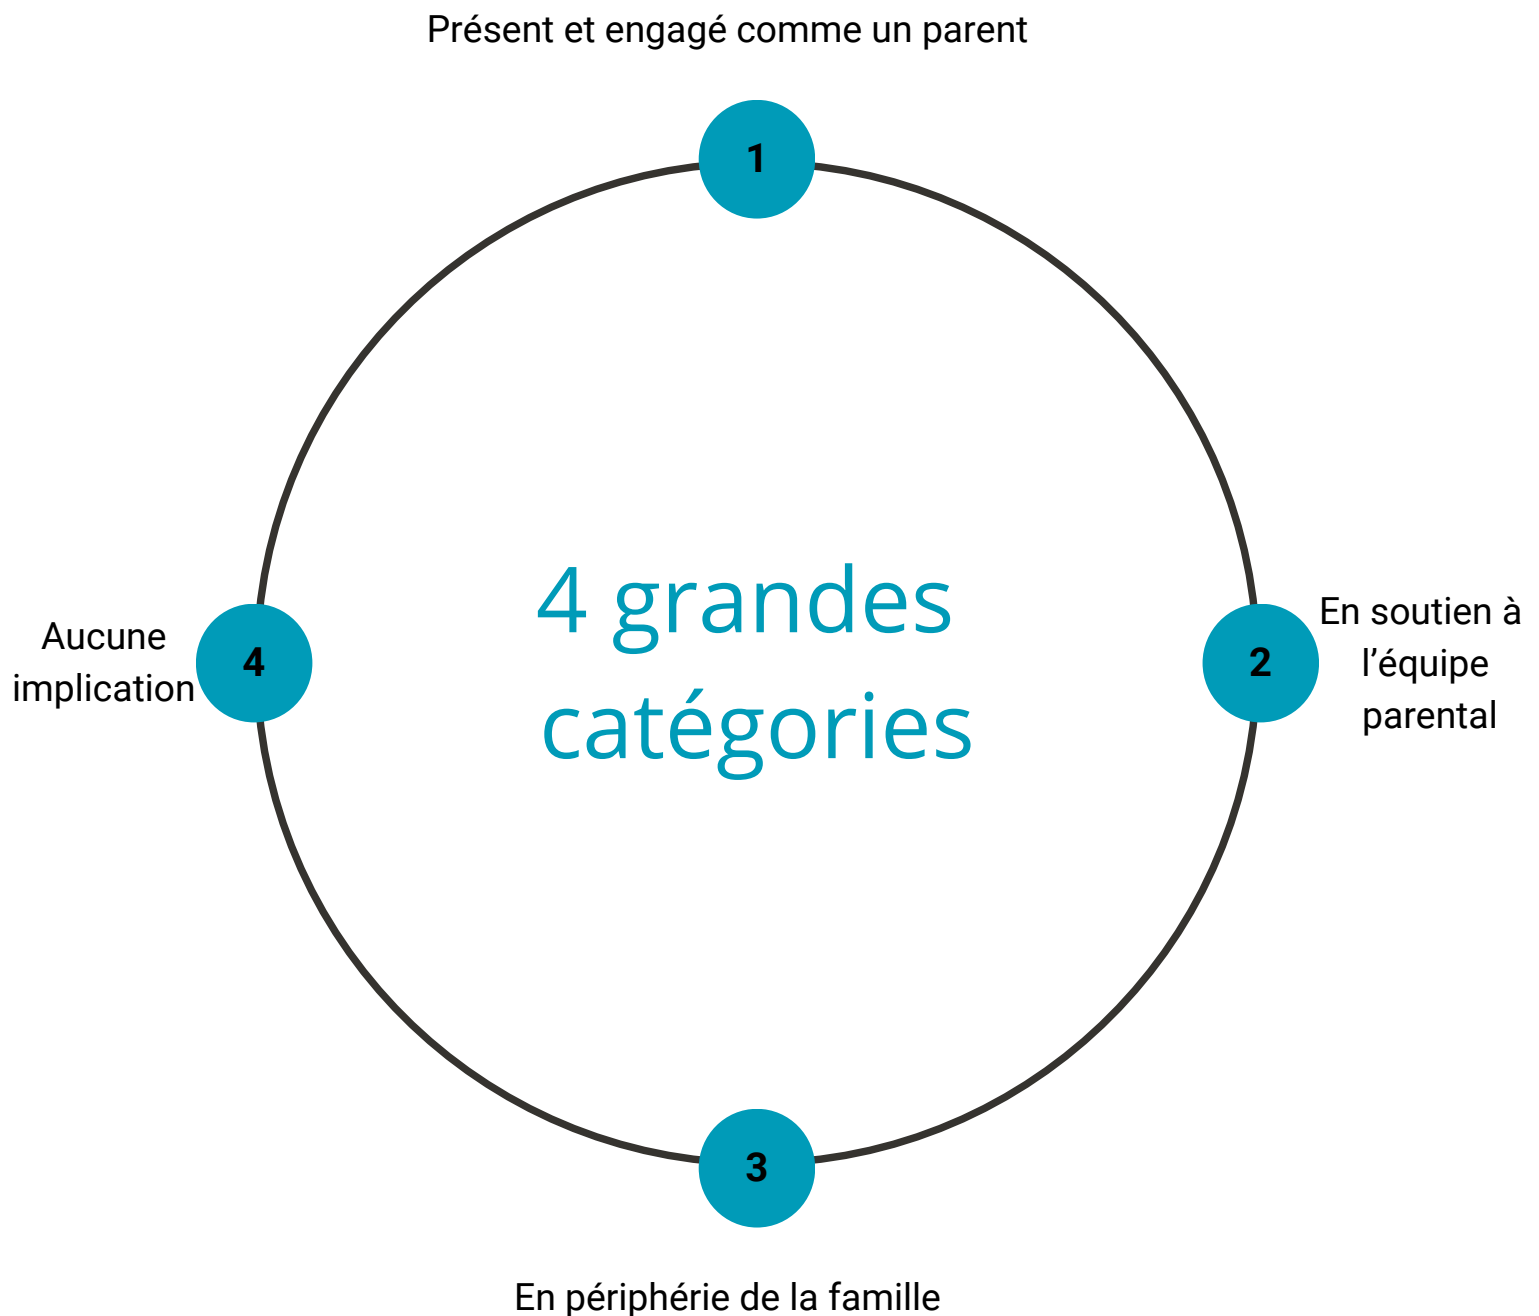 Présent et engagé comme un parent
1
4 grandes
catégories
2
En soutien à
l'équipe
parental
Aucune
implication
4
3
En périphérie de la famille